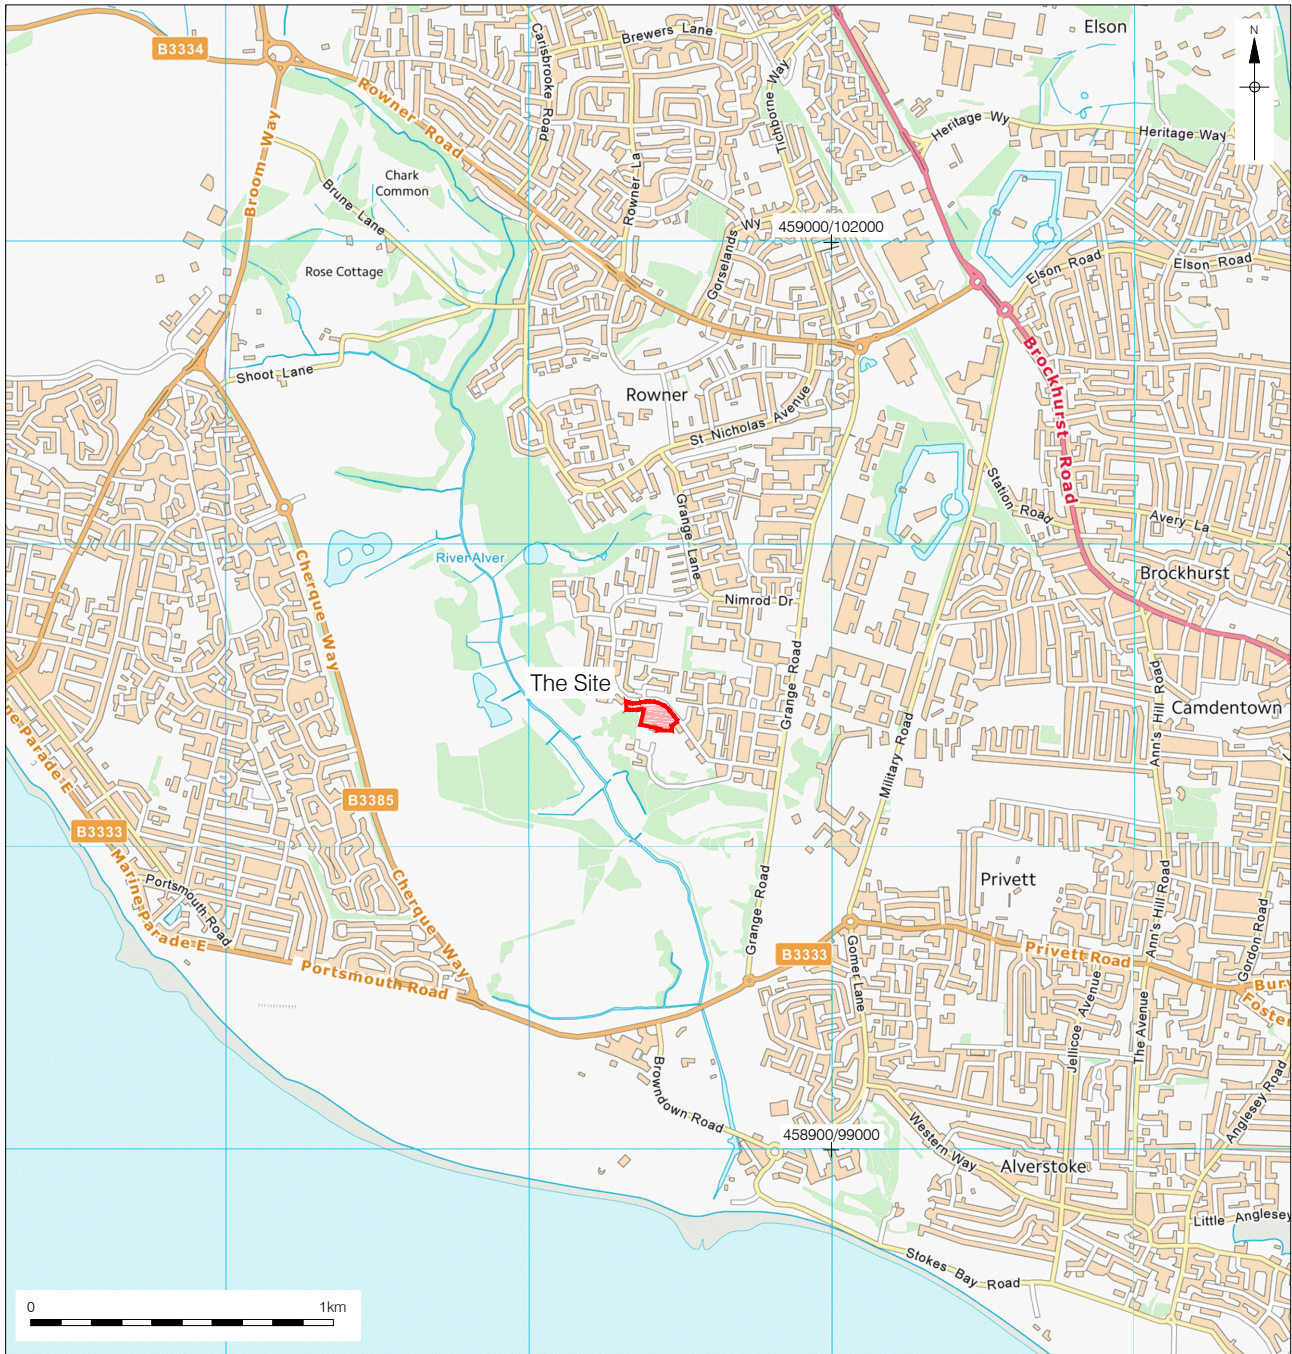 Elson
B3334
Brewers Lane
Carisbrooke Road
Tichborne Way
N
Rowner Road
Heritage Wy
Heritage Way
Broom Way
Chark
Common
Brune Lane
Rowner La
Gorselands Wy
459000/102000
Rose Cottage
Elson Road
Elson Road
Shoot Lane
Brockhurst Road
Rowner
St Nicholas Avenue
Station Road
Grange Lane
Avery La
River Alver
Cherque Way
Brockhurst
Nimrod Dr
The Site
Grange Road
Ann's Hill Road
Camdentown
Military Road
ne Parade E
B3385
B3333
Marine Parade E
Portsmouth Road
Cherque Way
Privett
Grange Road
Ann's Hill Road
Gordon Road
B3333
Gomer Lane
Privett Road
Portsmouth Road
Bury
Foster
Jellicoe Avenue
The Avenue
Browndown Road
Anglesey Road
458900/99000
Western Way
Alverstoke
Little Anglesey
Stokes Bay Road
0 1km